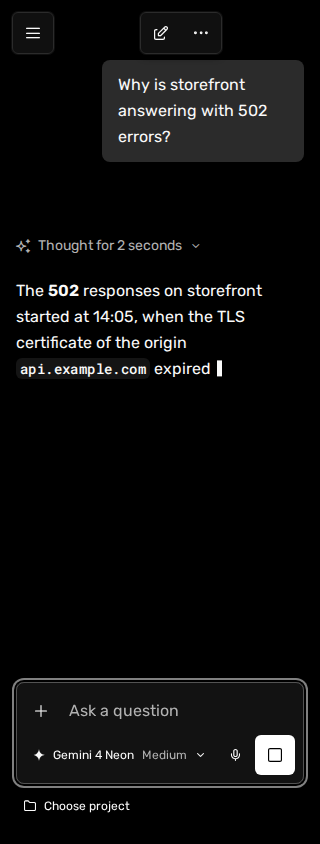 Why is storefront
answering with 502
errors?
Thought for 2 seconds
The 502 responses on storefront
started at 14:05, when the TLS
certificate of the origin
api.example.com expired
Ask a question
Gemini 4 Neon Medium
Choose project